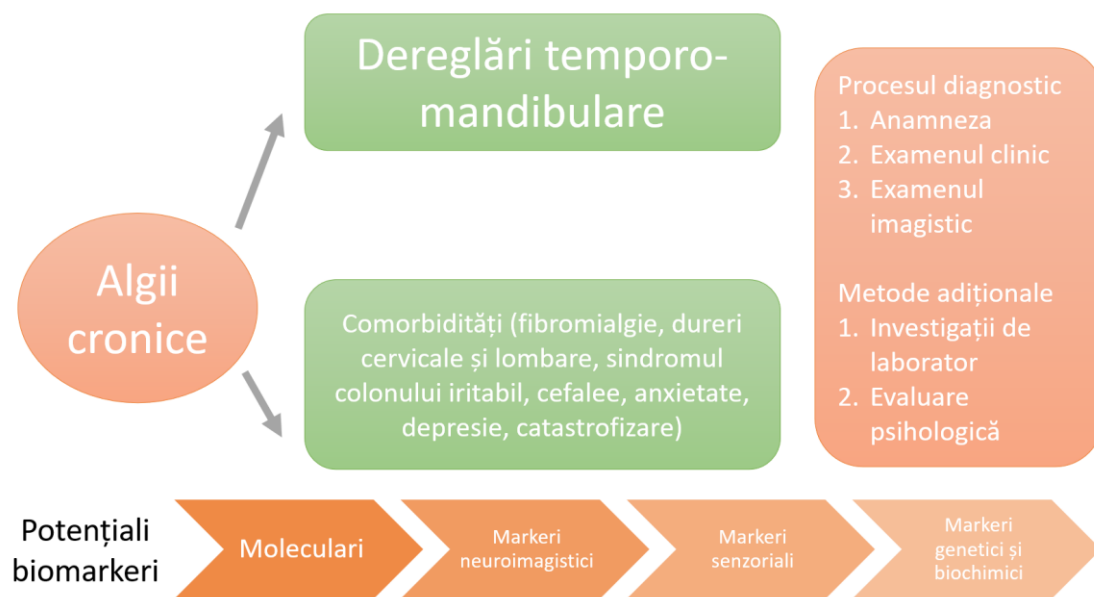 Dereglări temporo-
mandibulare
Algii
cronice
Comorbidități (fibromialgie, dureri
cervicale și lombare, sindromul
colonului iritabil, cefalee, anxietate,
depresie, catastrofizare)
Procesul diagnostic
1. Anamneza
2. Examenul clinic
3. Examenul
imagistic
Metode adiționale
1. Investigații de
laborator
2. Evaluare
psihologică
Potențiali
biomarkeri
Moleculari
Markeri
neuroimagistici
Markeri
senzoriali
Markeri
genetici și
biochimici